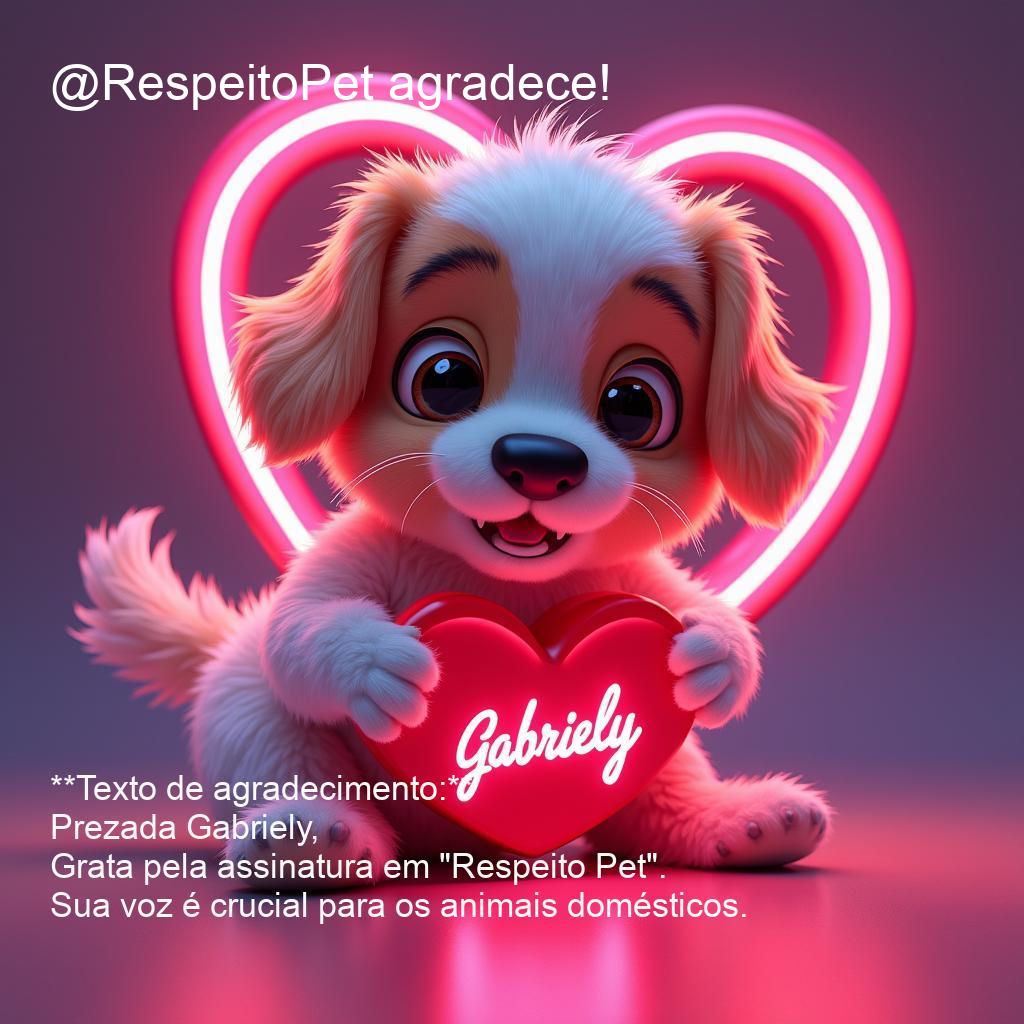 @RespeitoPet agradece!
Gabriely
**Texto de agradecimento:**
Prezada Gabriely,
Grata pela assinatura em "Respeito Pet".
Sua voz é crucial para os animais domésticos.